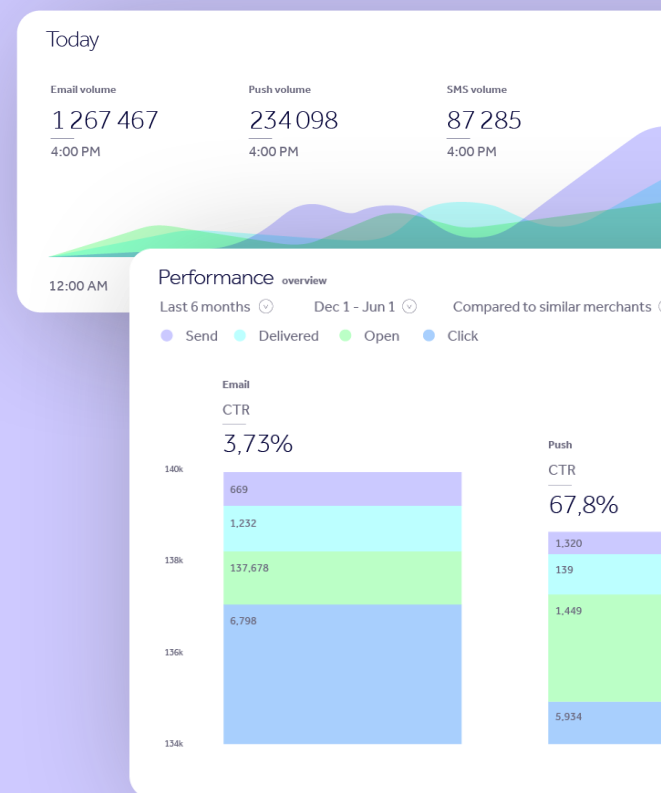 Today
Email volume Push volume SMS volume
1 267 467 234 098 87 285
4:00 PM 4:00 PM 4:00 PM
12:00 AM
Performance overview
Last 6 months Dec 1 - Jun 1 Compared to similar merchants
Send Delivered Open Click
Email
CTR
3,73%
Push
CTR
67,8%
140k
138k
136k
134k
669
1,232
137,678
6,798
1,320
139
1,449
5,934